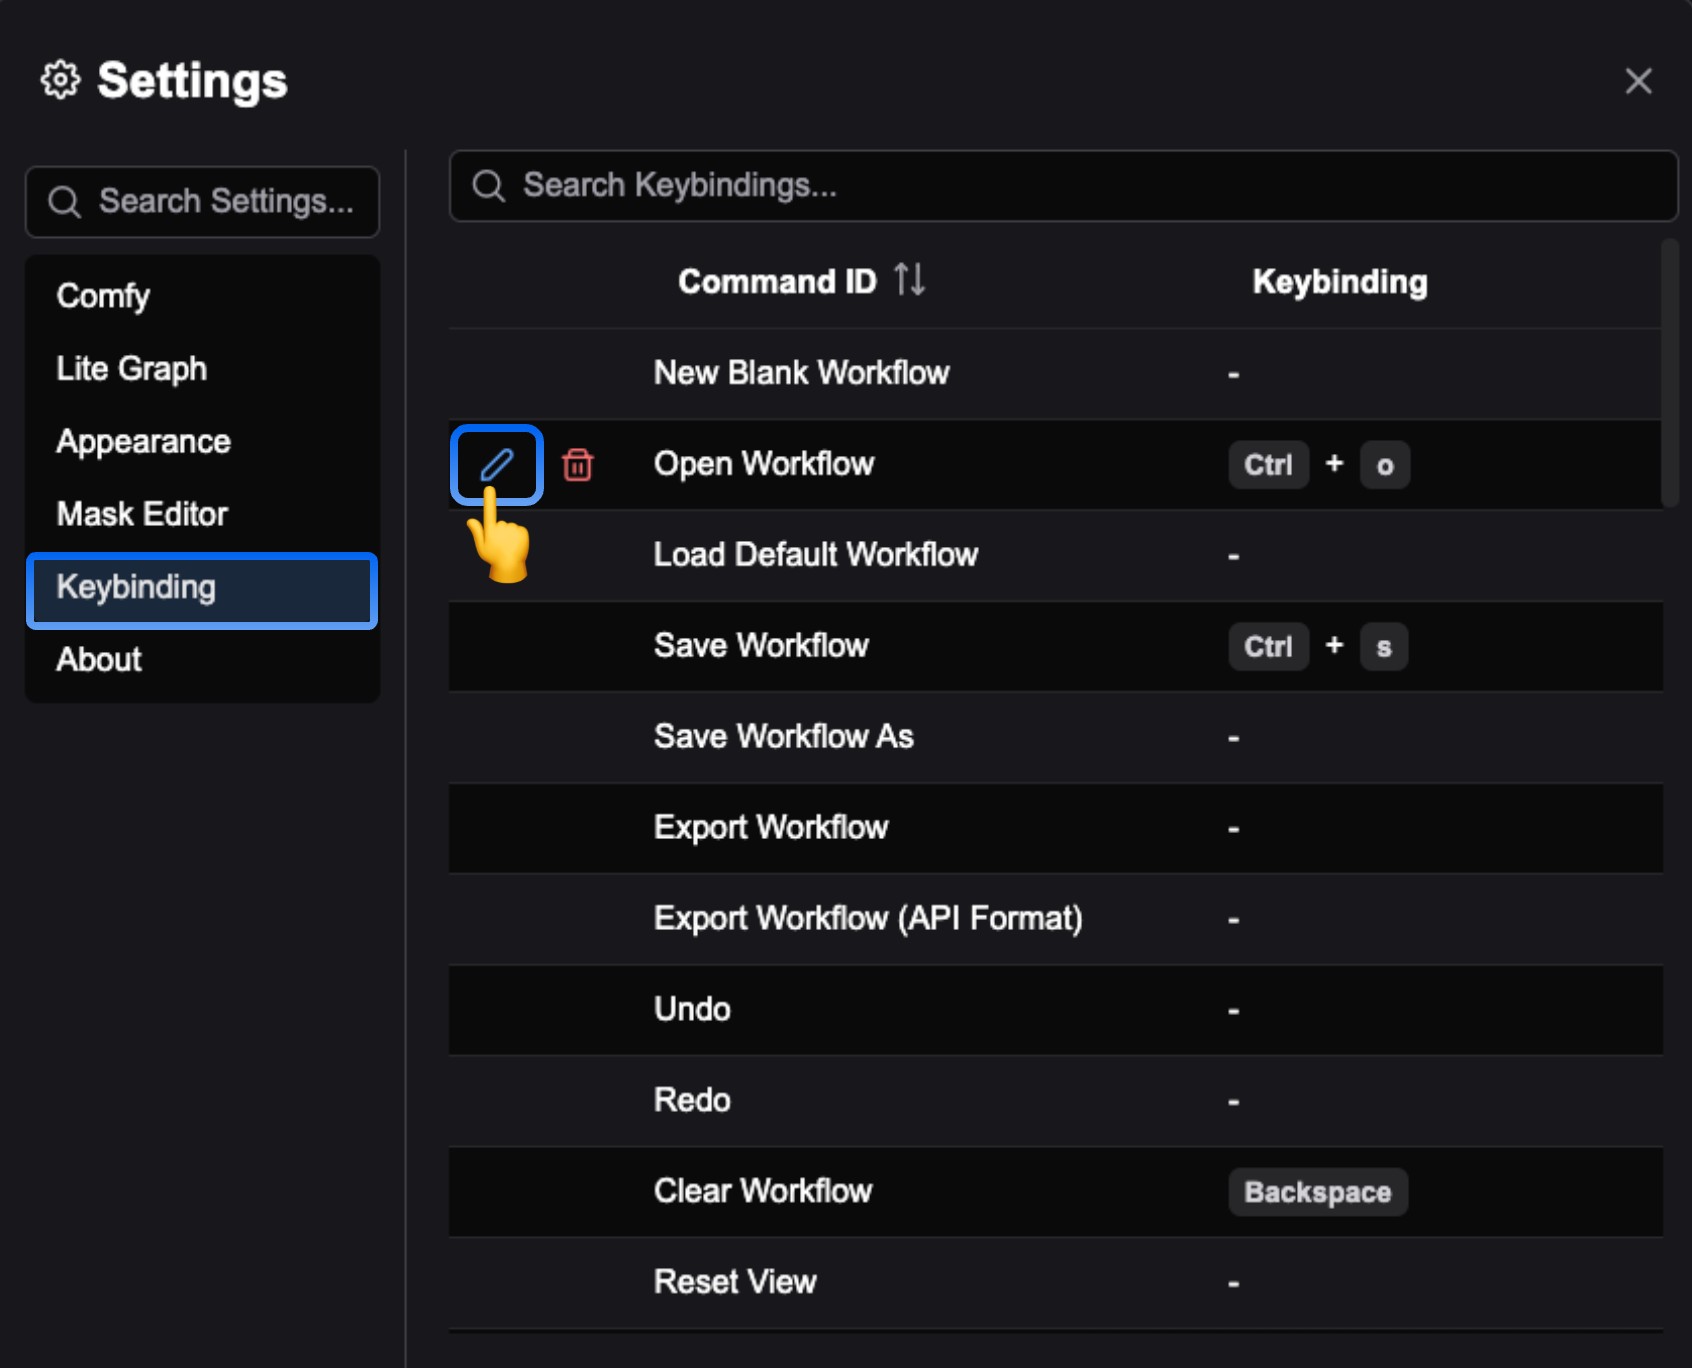 Settings
Search Settings...
Comfy
Lite Graph
Appearance
Mask Editor
Keybinding
About
Search Keybindings...
Command ID Keybinding
New Blank Workflow -
Open Workflow Ctrl + o
Load Default Workflow -
Save Workflow Ctrl + s
Save Workflow As -
Export Workflow -
Export Workflow (API Format) -
Undo -
Redo -
Clear Workflow Backspace
Reset View -